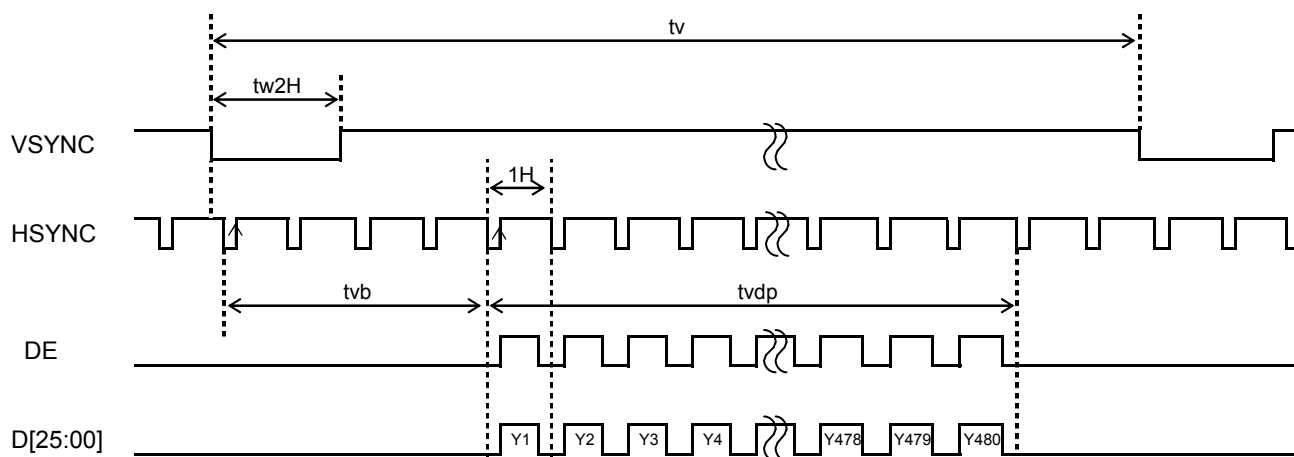 tv
tw2H
VSYNC
1H
HSYNC
tvb
tvdp
DE
D[25:00]
Y1
Y2
Y3
Y4
Y478
Y479
Y480